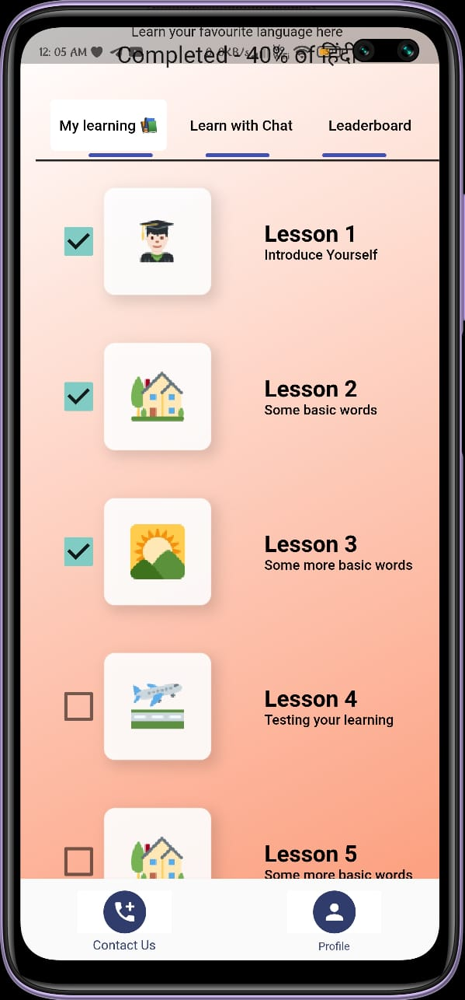 Learn your favourite language here
12: 05 AM
Completed - 40% of हिंदी
My learning Learn with Chat Leaderboard
Lesson 1
Introduce Yourself
Lesson 2
Some basic words
Lesson 3
Some more basic words
Lesson 4
Testing your learning
Lesson 5
Some more basic words
Contact Us Profile